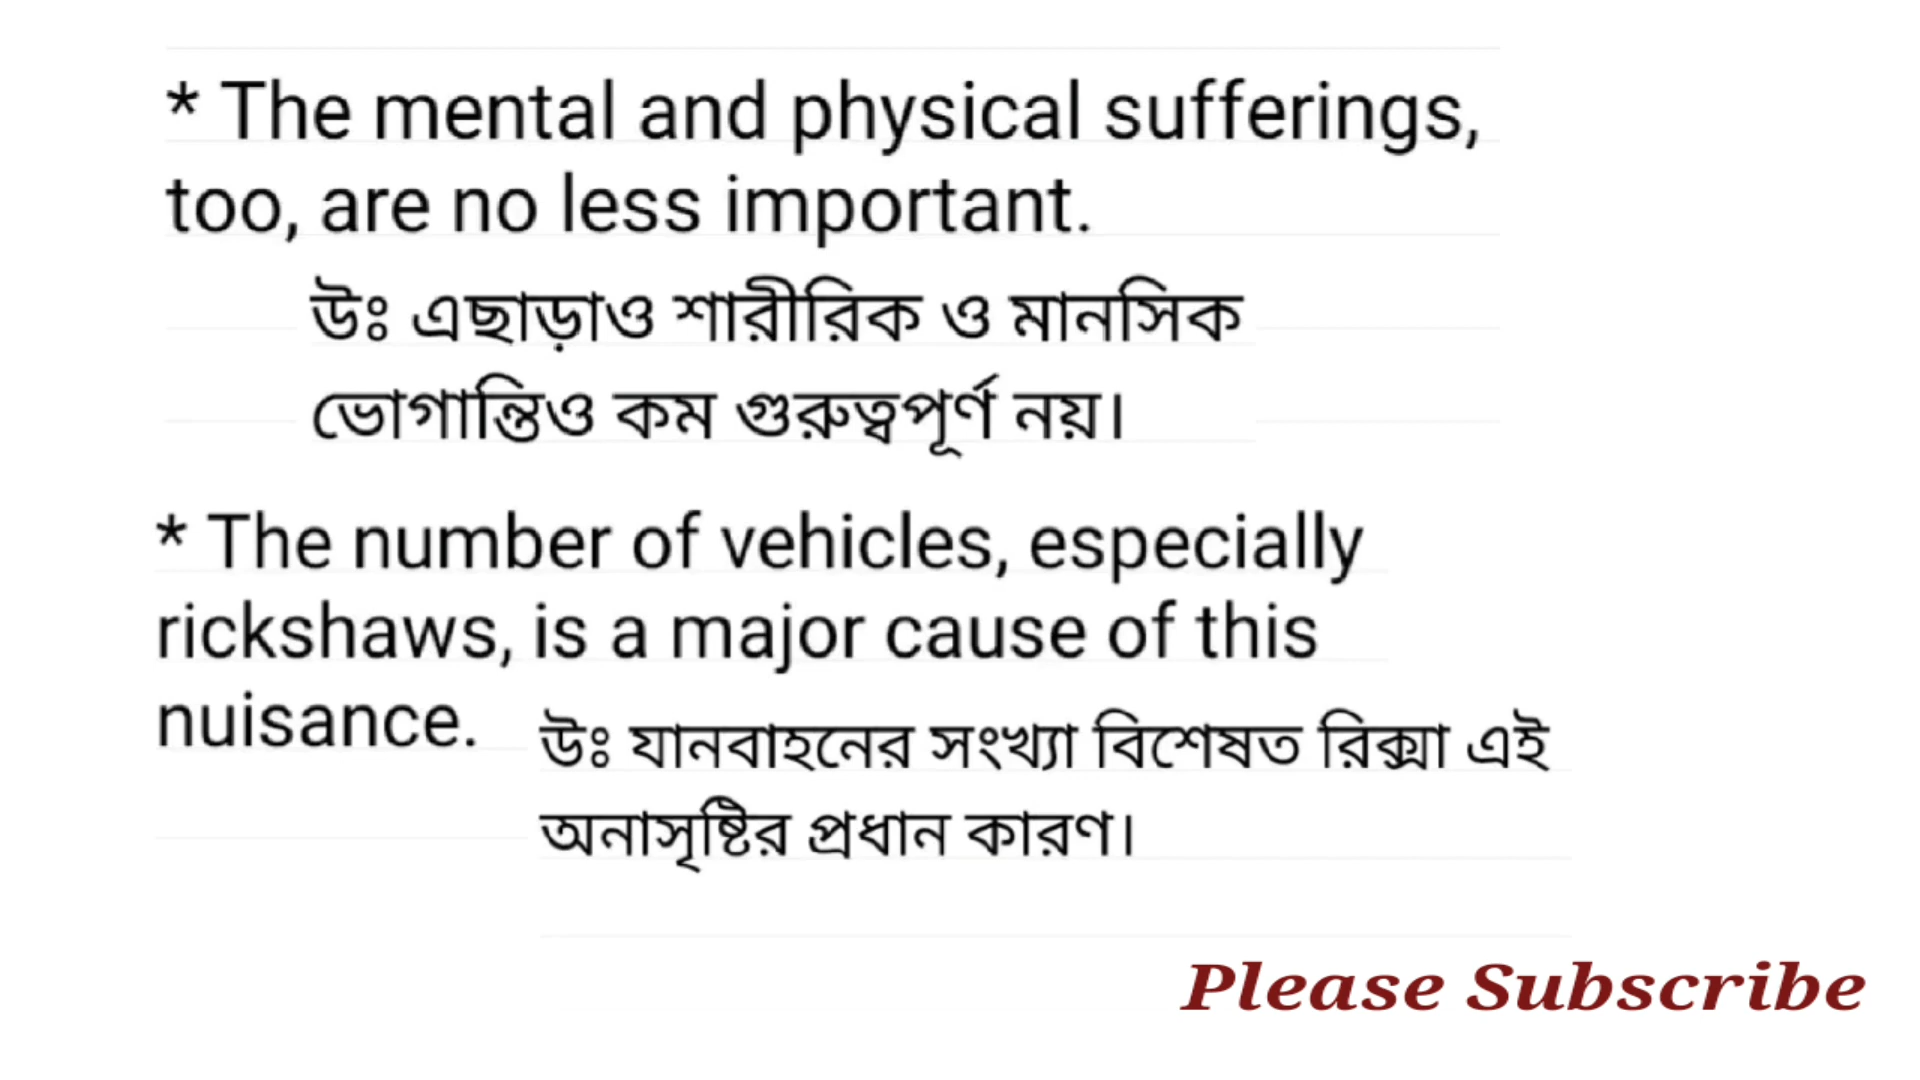 * The mental and physical sufferings,
too, are no less important.
উঃ এছাড়াও শারীরিক ও মানসিক
ভোগান্তিও কম গুরুত্বপূর্ণ নয়।
* The number of vehicles, especially
rickshaws, is a major cause of this
nuisance.
উঃ যানবাহনের সংখ্যা বিশেষত রিক্সা এই
অনাসৃষ্টির প্রধান কারণ।
Please Subscribe